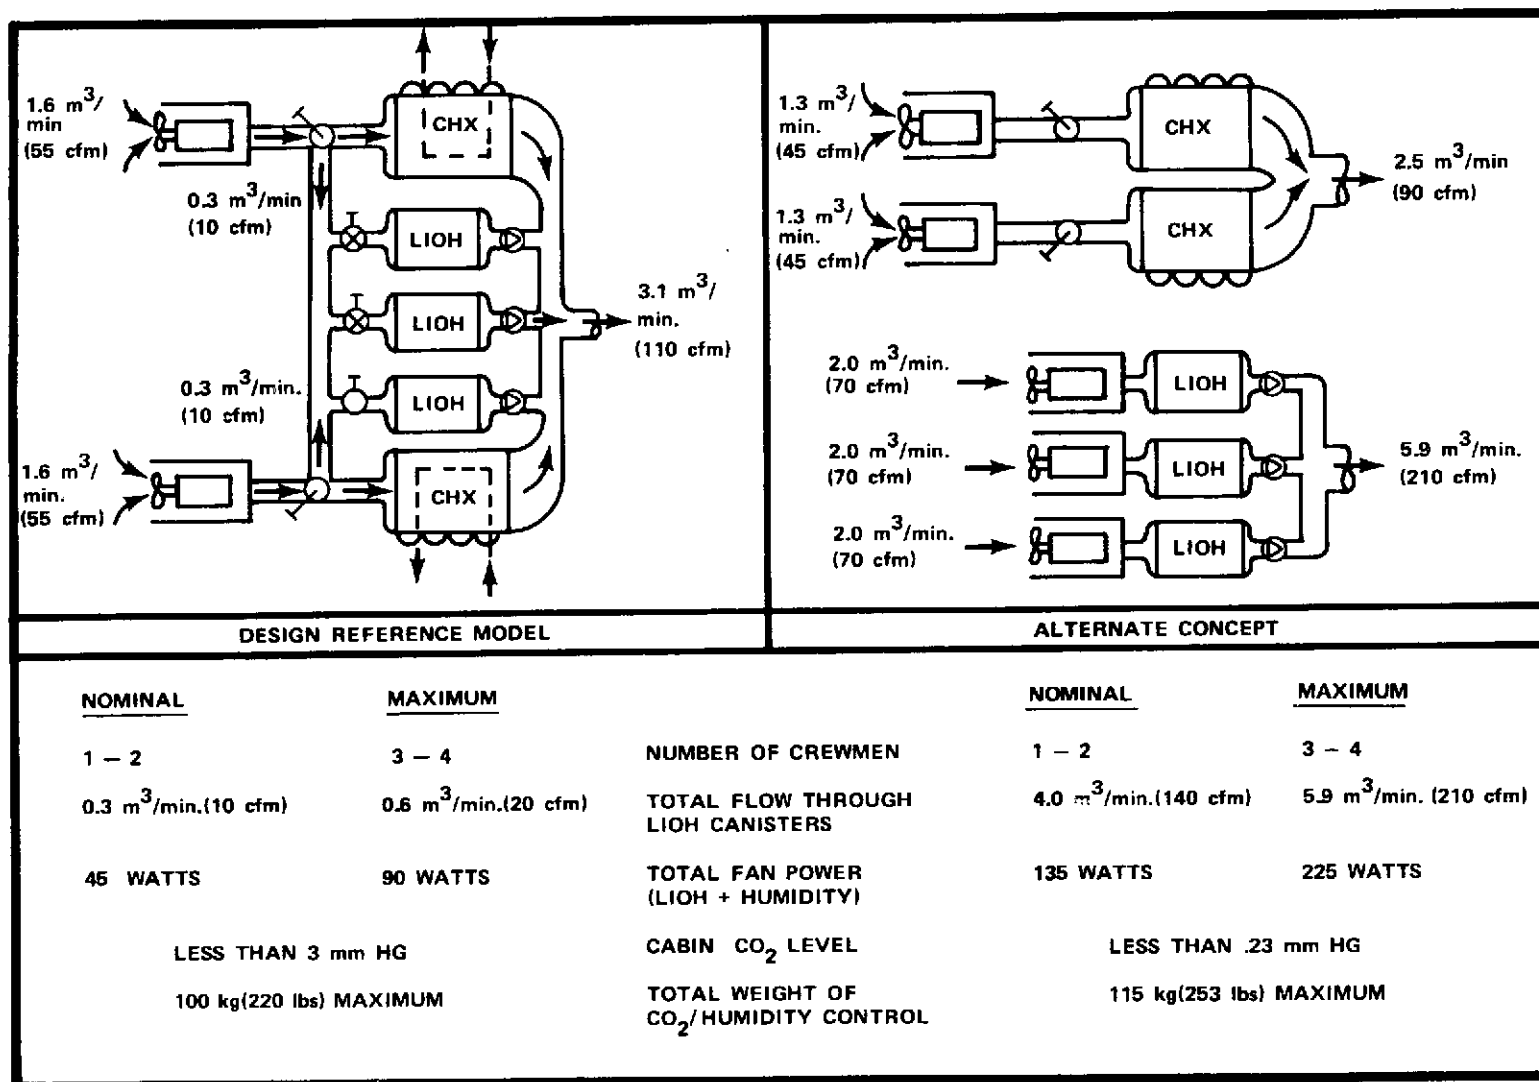 1.6 m³/
min
(55 cfm)
CHX
0.3 m³/min
(10 cfm)
LIOH
LIOH
3.1 m³/
min.
(110 cfm)
0.3 m³/min.
(10 cfm)
LIOH
1.6 m³/
min.
(55 cfm)
CHX
1.3 m³/
min.
(45 cfm)
CHX
2.5 m³/min
(90 cfm)
1.3 m³/
min.
(45 cfm)
CHX
2.0 m³/min.
(70 cfm)
LIOH
2.0 m³/min.
(70 cfm)
LIOH
5.9 m³/min.
(210 cfm)
2.0 m³/min.
(70 cfm)
LIOH
DESIGN REFERENCE MODEL
ALTERNATE CONCEPT
NOMINAL MAXIMUM NOMINAL MAXIMUM
1 – 2 3 – 4 NUMBER OF CREWMEN 1 – 2 3 – 4
0.3 m³/min.(10 cfm) 0.6 m³/min.(20 cfm) TOTAL FLOW THROUGH 4.0 m³/min.(140 cfm) 5.9 m³/min. (210 cfm)
LIOH CANISTERS
45 WATTS 90 WATTS TOTAL FAN POWER 135 WATTS 225 WATTS
(LIOH + HUMIDITY)
LESS THAN 3 mm HG CABIN CO₂ LEVEL LESS THAN .23 mm HG
100 kg(220 lbs) MAXIMUM TOTAL WEIGHT OF 115 kg(253 lbs) MAXIMUM
CO₂/HUMIDITY CONTROL